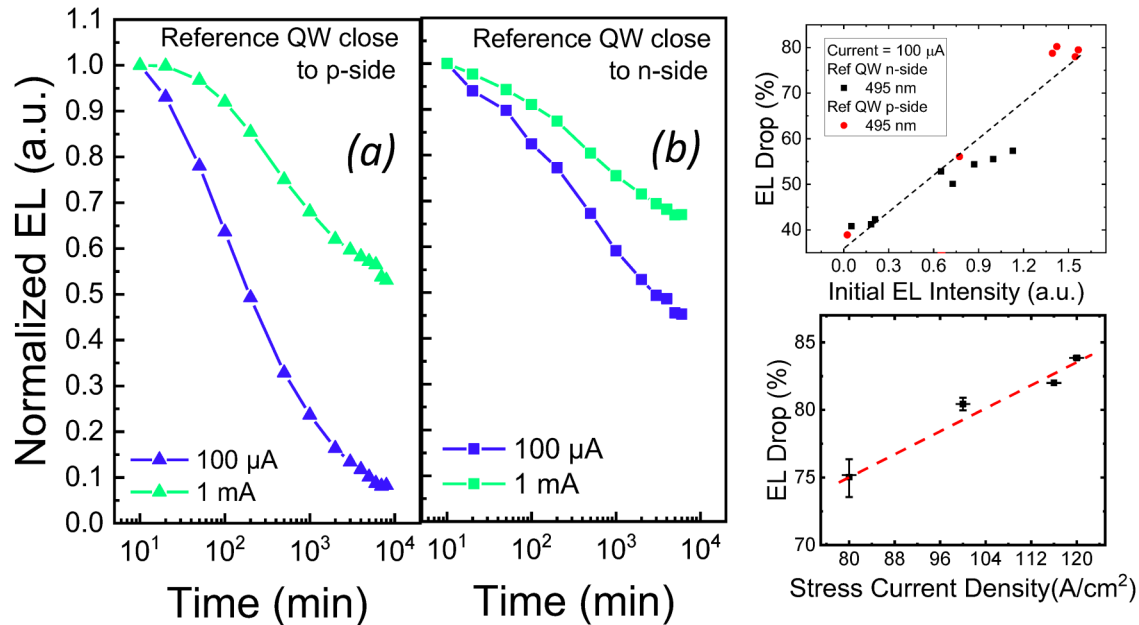 Normalized EL (a.u.)
1.0
0.9
0.8
0.7
0.6
0.5
0.4
0.3
0.2
0.1
0.0
Reference QW close
to p-side
(a)
100 µA
1 mA
10¹ 10² 10³ 10⁴
Time (min)
Reference QW close
to n-side
(b)
100 µA
1 mA
10¹ 10² 10³ 10⁴
Time (min)
EL Drop (%)
80
70
60
50
40
Current = 100 µA
Ref QW n-side
495 nm
Ref QW p-side
495 nm
0.0 0.3 0.6 0.9 1.2 1.5
Initial EL Intensity (a.u.)
EL Drop (%)
85
80
75
70
80 88 96 104 112 120
Stress Current Density(A/cm²)